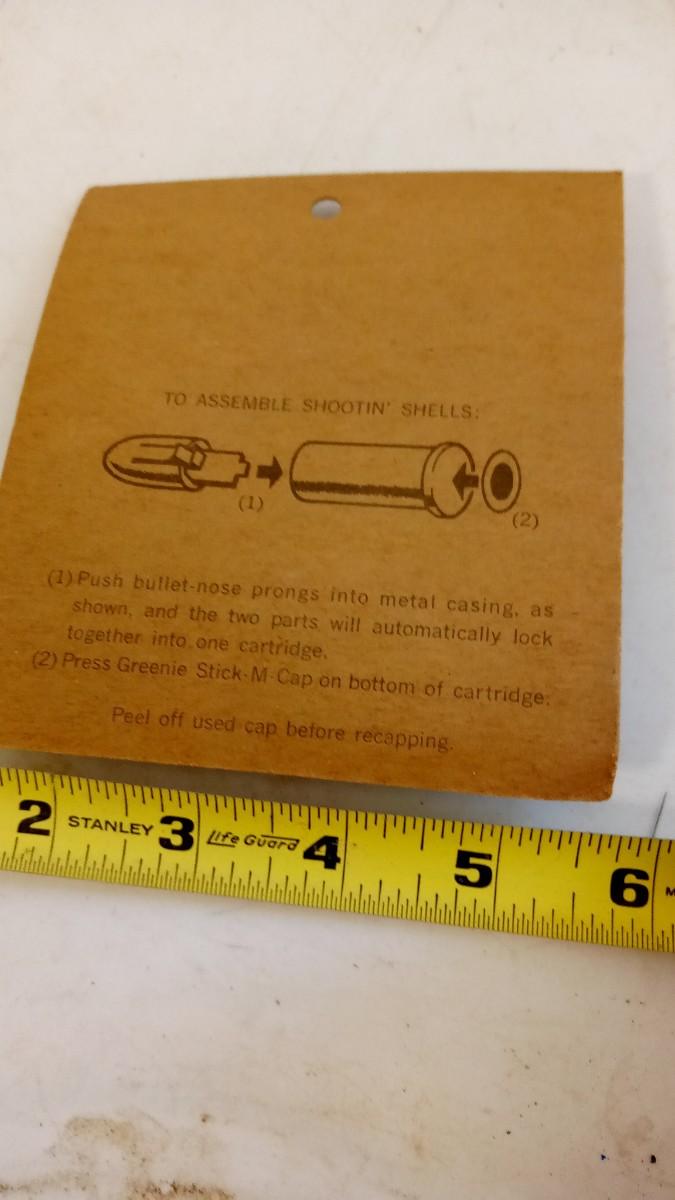 TO ASSEMBLE SHOOTIN' SHELLS:
(1)
(2)
(1) Push bullet-nose prongs into metal casing, as
shown, and the two parts will automatically lock
together into one cartridge.
(2) Press Greenie Stick-M-Cap on bottom of cartridge.
Peel off used cap before recapping.
2 STANLEY 3 Life Guard 4 5 6